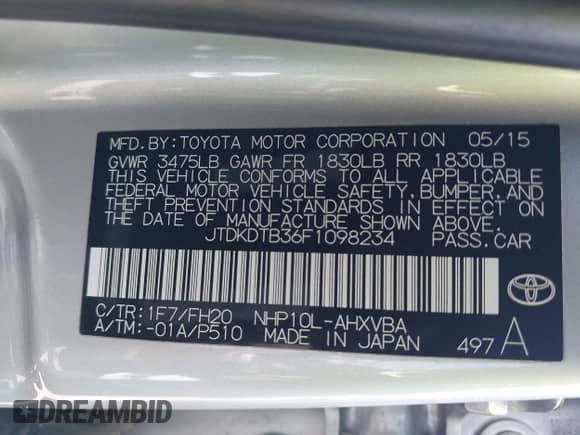 MFD.BY:TOYOTA MOTOR CORPORATION 05/15
GVWR 3475LB GAWR FR 1830LB RR 1830LB
THIS VEHICLE CONFORMS TO ALL APPLICABLE
FEDERAL MOTOR VEHICLE SAFETY, BUMPER, AND
THEFT PREVENTION STANDARDS IN EFFECT ON
THE DATE OF MANUFACTURE SHOWN ABOVE.
JTDKDTB36F1098234 PASS.CAR
C/TR:1F7/FH20 NHP10L-AHXVBA
A/TM:-01A/P510 MADE IN JAPAN 497 A
DREAMBID